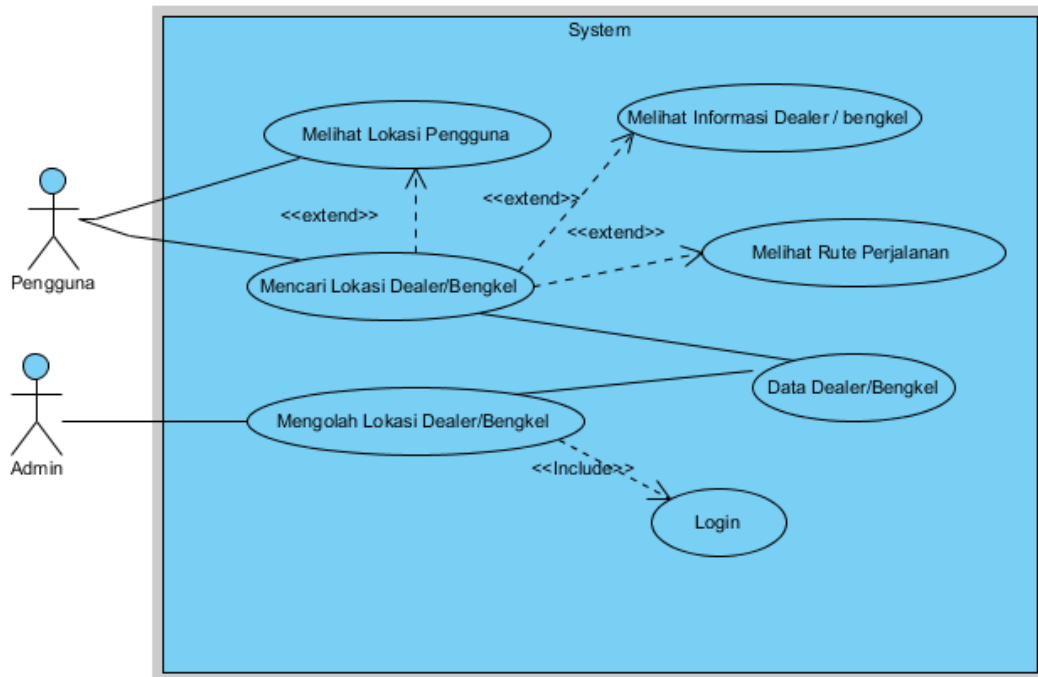 System
Melihat Informasi Dealer / bengkel
Melihat Lokasi Pengguna
<<extend>>
<<extend>>
<<extend>>
Melihat Rute Perjalanan
Pengguna
Mencari Lokasi Dealer/Bengkel
Data Dealer/Bengkel
Mengolah Lokasi Dealer/Bengkel
Admin
<<Include>>
Login